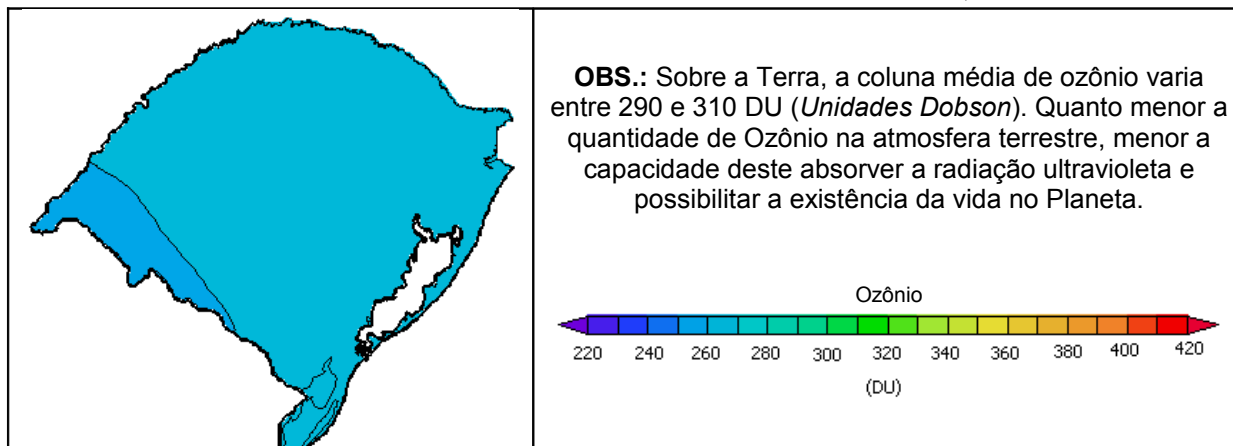 OBS.: Sobre a Terra, a coluna média de ozônio varia
entre 290 e 310 DU (Unidades Dobson). Quanto menor a
quantidade de Ozônio na atmosfera terrestre, menor a
capacidade deste absorver a radiação ultravioleta e
possibilitar a existência da vida no Planeta.
Ozônio
220 240 260 280 300 320 340 360 380 400 420
(DU)